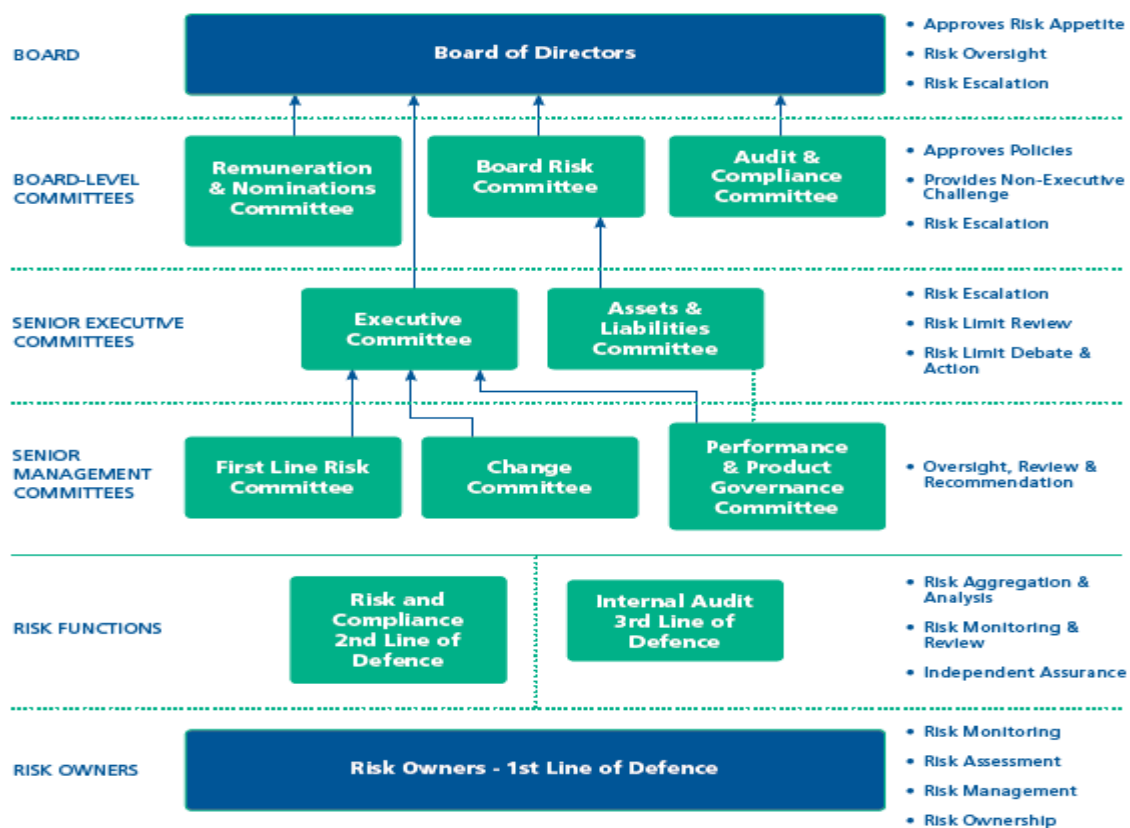 BOARD
Board of Directors
• Approves Risk Appetite
• Risk Oversight
• Risk Escalation
BOARD-LEVEL
COMMITTEES
Remuneration
& Nominations
Committee
Board Risk
Committee
Audit &
Compliance
Committee
• Approves Policies
• Provides Non-Executive
Challenge
• Risk Escalation
SENIOR EXECUTIVE
COMMITTEES
Executive
Committee
Assets &
Liabilities
Committee
• Risk Escalation
• Risk Limit Review
• Risk Limit Debate &
Action
SENIOR
MANAGEMENT
COMMITTEES
First Line Risk
Committee
Change
Committee
Performance
& Product
Governance
Committee
• Oversight, Review &
Recommendation
RISK FUNCTIONS
Risk and
Compliance
2nd Line of
Defence
Internal Audit
3rd Line of
Defence
• Risk Aggregation &
Analysis
• Risk Monitoring &
Review
• Independent Assurance
RISK OWNERS
Risk Owners - 1st Line of Defence
• Risk Monitoring
• Risk Assessment
• Risk Management
• Risk Ownership